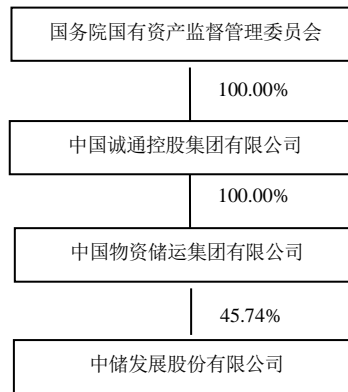 国务院国有资产监督管理委员会
100.00%
中国诚通控股集团有限公司
100.00%
中国物资储运集团有限公司
45.74%
中储发展股份有限公司